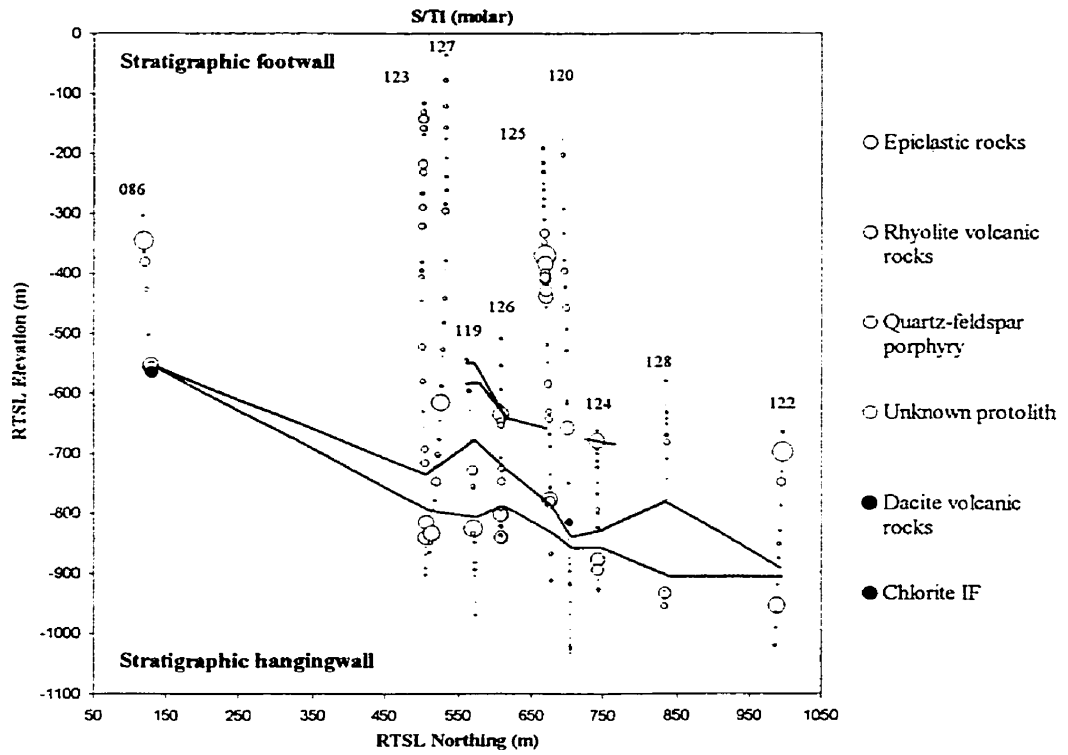 S/Ti (molar)
0
-100
-200
-300
-400
-500
-600
-700
-800
-900
-1000
-1100
RTSL Elevation (m)
Stratigraphic footwall
127
123
120
125
086
126
119
128
124
122
Stratigraphic hangingwall
50 150 250 350 450 550 650 750 850 950 1050
RTSL Northing (m)
Epiclastic rocks
Rhyolite volcanic
rocks
Quartz-feldspar
porphyry
Unknown protolith
Dacite volcanic
rocks
Chlorite IF